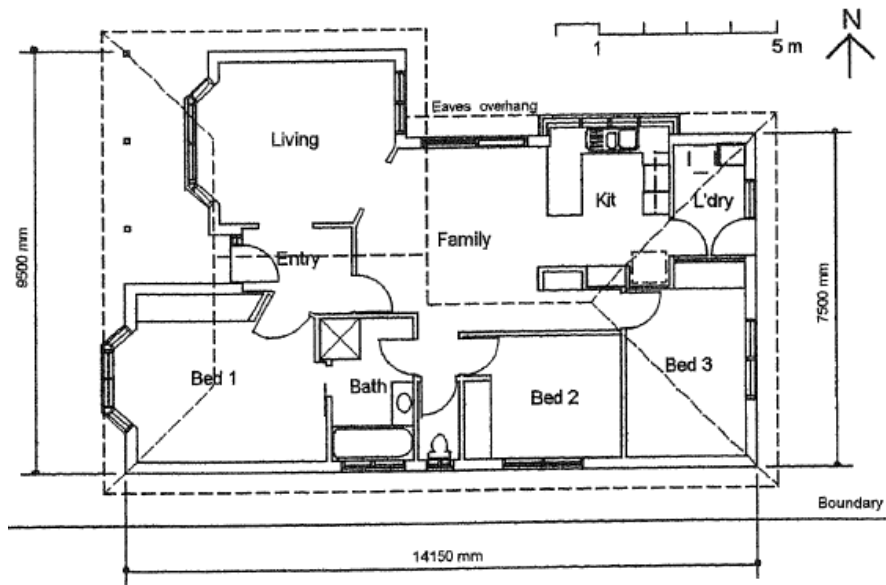 N
1 5 m
Eaves overhang
Living
Kit
L'dry
Family
Entry
9500 mm
7500 mm
Bed 1
Bath
Bed 2
Bed 3
Boundary
14150 mm